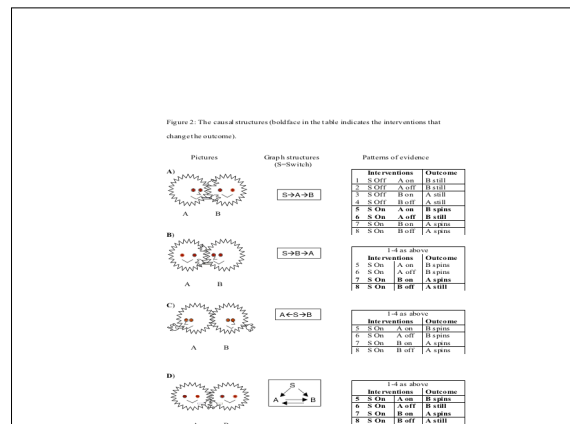 Figure 2: The causal structures (boldface in the table indicates the interventions that
change the outcome).
Pictures
Graph structures
(S=Switch)
Patterns of evidence
A)
A B
S→A→B
Interventions Outcome
1 S Off A on B still
2 S Off A off B still
3 S Off B on A still
4 S Off B off A still
5 S On A on B spins
6 S On A off B still
7 S On B on A spins
8 S On B off A spins
B)
A B
S→B→A
1-4 as above
Interventions Outcome
5 S On A on B spins
6 S On A off B spins
7 S On B on A spins
8 S On B off A still
C)
A B
A←S→B
1-4 as above
Interventions Outcome
5 S On A on B spins
6 S On A off B spins
7 S On B on A spins
8 S On B off A spins
D)
S
A B
1-4 as above
Interventions Outcome
5 S On A on B spins
6 S On A off B still
7 S On B on A spins
8 S On B off A still